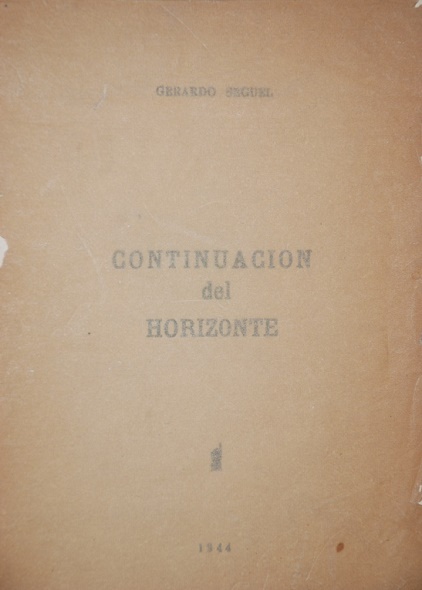 GERARDO SEGUEL
CONTINUACION
del
HORIZONTE
1944